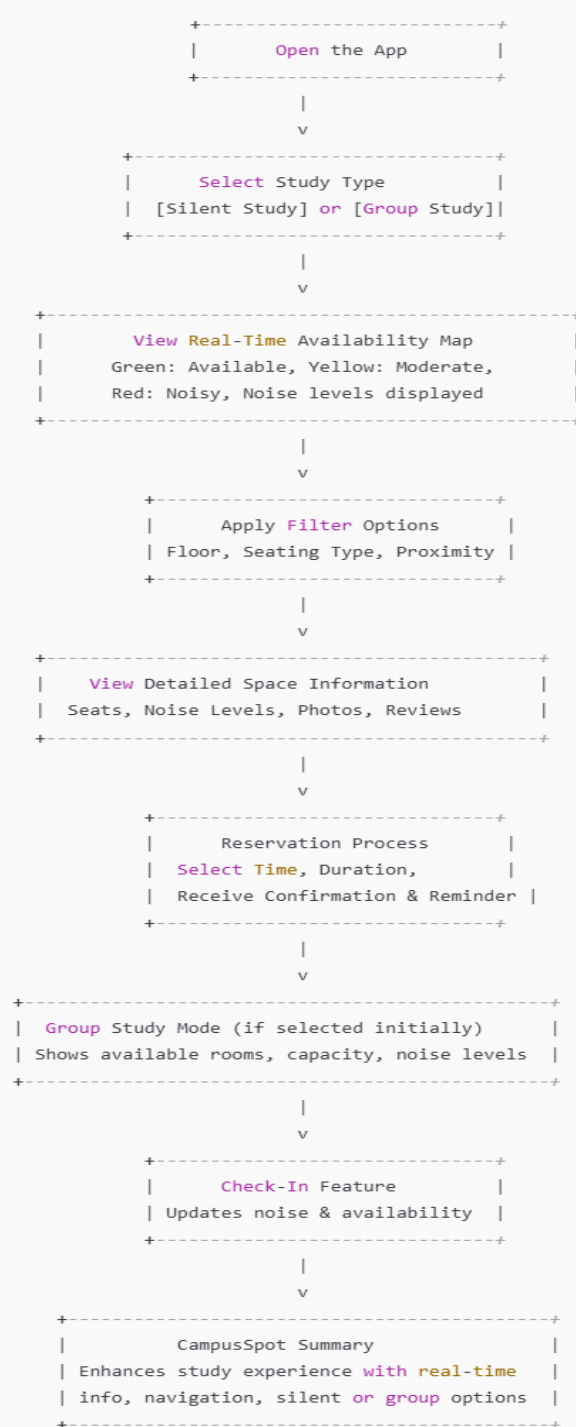 Open the App
Select Study Type
[Silent Study] or [Group Study]
View Real-Time Availability Map
Green: Available, Yellow: Moderate,
Red: Noisy, Noise levels displayed
Apply Filter Options
Floor, Seating Type, Proximity
View Detailed Space Information
Seats, Noise Levels, Photos, Reviews
Reservation Process
Select Time, Duration,
Receive Confirmation & Reminder
Group Study Mode (if selected initially)
Shows available rooms, capacity, noise levels
Check-In Feature
Updates noise & availability
CampusSpot Summary
Enhances study experience with real-time
info, navigation, silent or group options